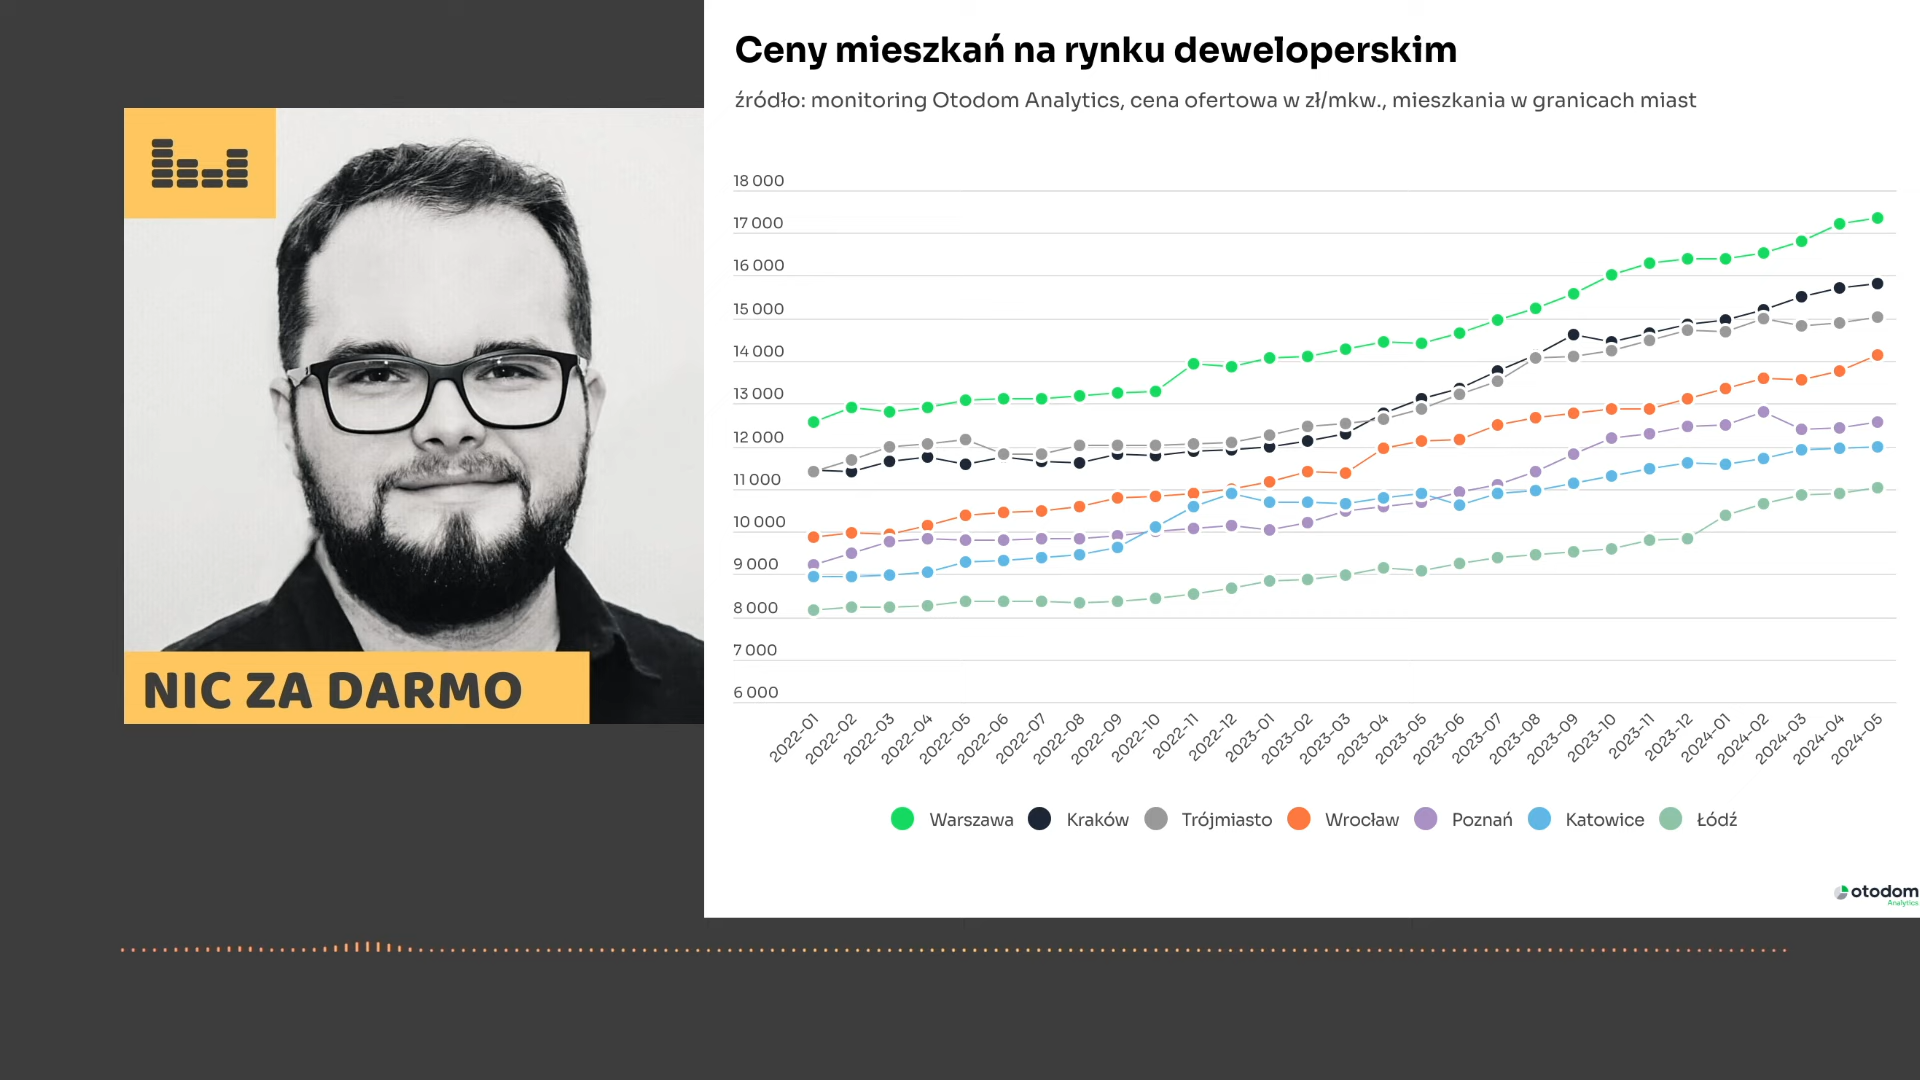 Ceny mieszkań na rynku deweloperskim
źródło: monitoring Otodom Analytics, cena ofertowa w zł/mkw., mieszkania w granicach miast
18 000
17 000
16 000
15 000
14 000
13 000
12 000
11 000
10 000
9 000
8 000
7 000
6 000
2022-01 2022-02 2022-03 2022-04 2022-05 2022-06 2022-07 2022-08 2022-09 2022-10 2022-11 2022-12 2023-01 2023-02 2023-03 2023-04 2023-05 2023-06 2023-07 2023-08 2023-09 2023-10 2023-11 2023-12 2024-01 2024-02 2024-03 2024-04 2024-05
Warszawa Kraków Trójmiasto Wrocław Poznań Katowice Łódź
otodom
Analytics
NIC ZA DARMO